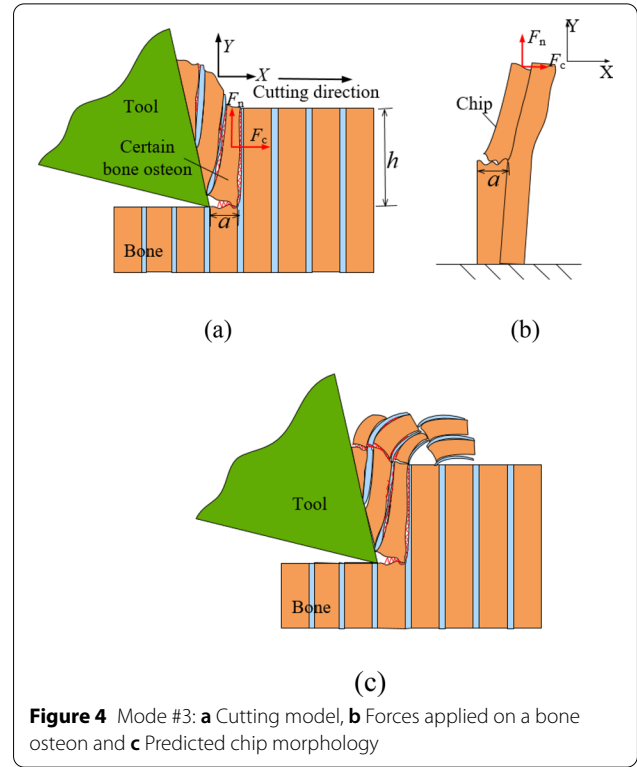 Y
X
Cutting direction
Fn
Fc
Tool
Certain
bone osteon
h
a
Bone
(a)
Y
Fn
Fc
X
Chip
a
(b)
Tool
Bone
(c)
Figure 4 Mode #3: a Cutting model, b Forces applied on a bone
osteon and c Predicted chip morphology